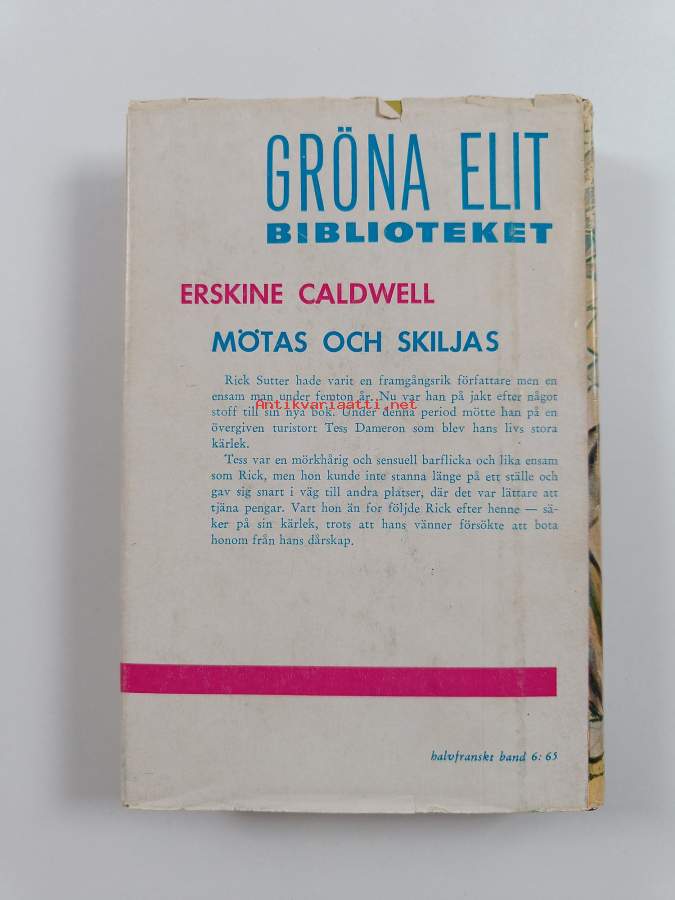 GRÖNA ELIT
BIBLIOTEKET
ERSKINE CALDWELL
MÖTAS OCH SKILJAS
Rick Sutter hade varit en framgångsrik författare men en
ensam man under femton år. Nu var han på jakt efter något
stoff till sin nya bok. Under denna period mötte han på en
övergiven turistort Tess Dameron som blev hans livs stora
kärlek.
Tess var en mörkhårig och sensuell barflicka och lika ensam
som Rick, men hon kunde inte stanna länge på ett ställe och
gav sig snart i väg till andra platser, där det var lättare att
tjäna pengar. Vart hon än for följde Rick efter henne — sä-
ker på sin kärlek, trots att hans vänner försökte att bota
honom från hans dårskap.
halvfranskt band 6:65
Antikvariaatti.net